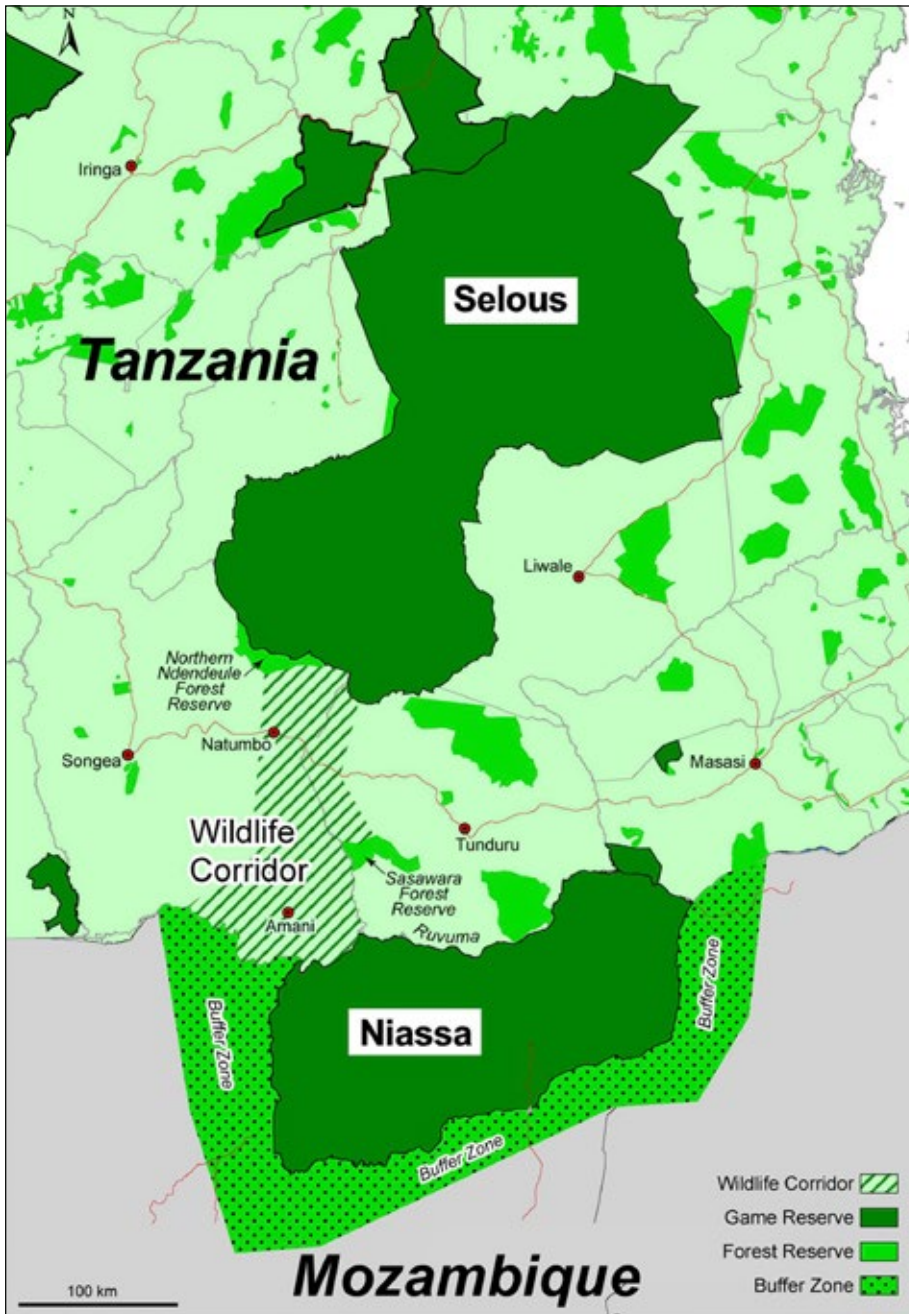 N
Iringa
Selous
Tanzania
Liwale
Northern
Ndendeule
Forest
Reserve
Natumbo
Songea
Masasi
Wildlife
Corridor
Tunduru
Sasawara
Forest
Reserve
Amani
Ruvuma
Buffer Zone
Niassa
Buffer Zone
Buffer Zone
Wildlife Corridor
Game Reserve
Forest Reserve
Buffer Zone
100 km
Mozambique